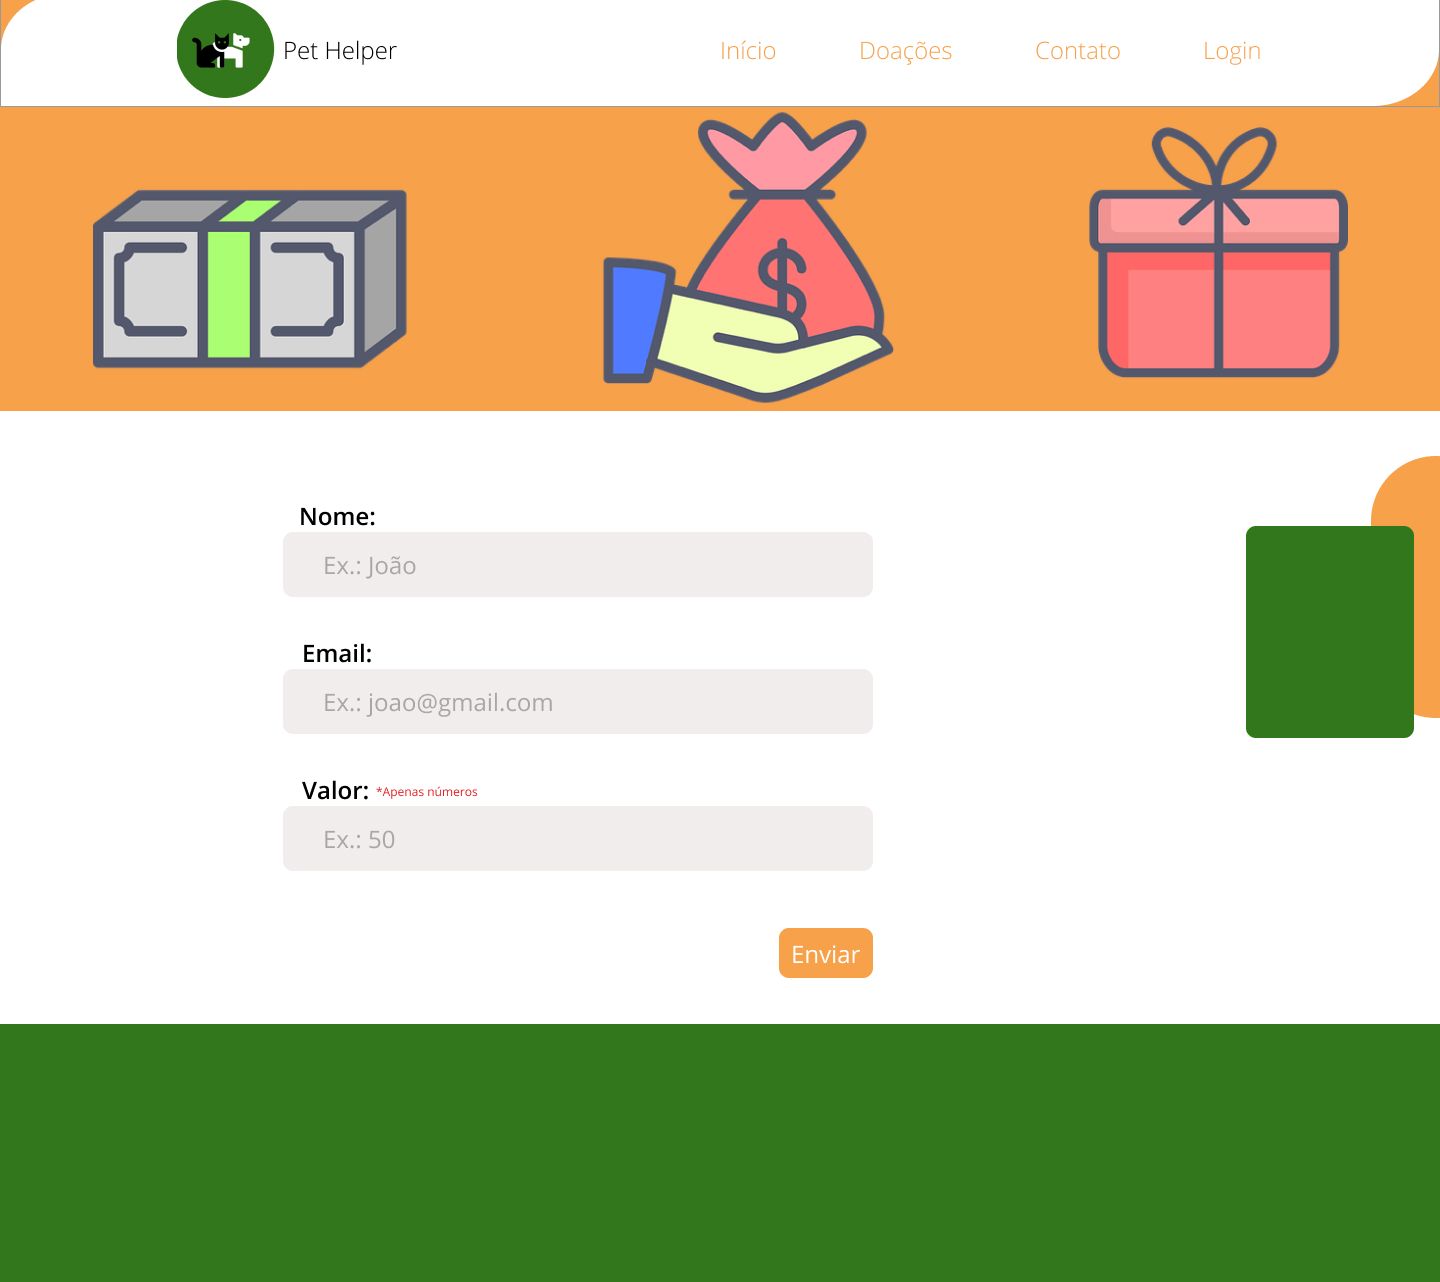 Pet Helper
Início
Doações
Contato
Login
$
Nome:
Ex.: João
Email:
Ex.: joao@gmail.com
Valor: *Apenas números
Ex.: 50
Enviar